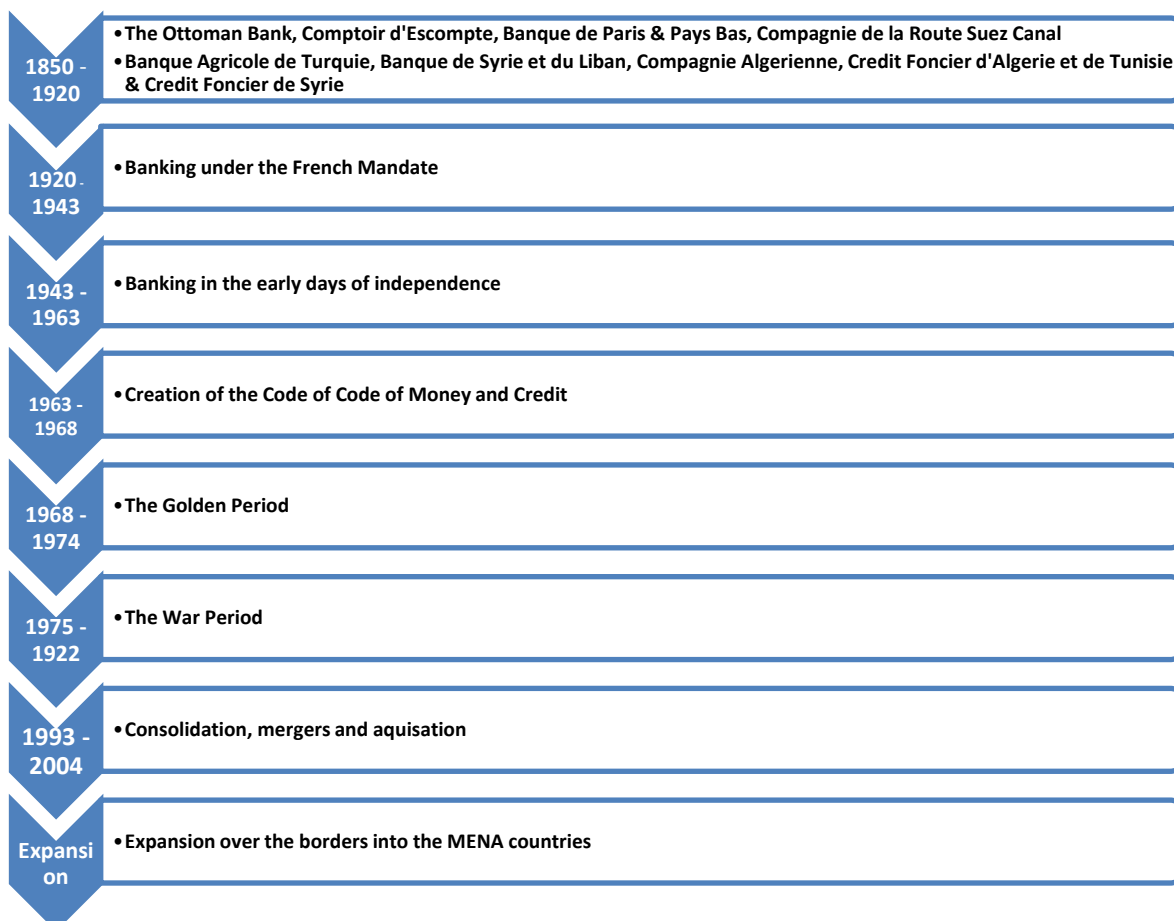 1850 -
1920
•The Ottoman Bank, Comptoir d'Escompte, Banque de Paris & Pays Bas, Compagnie de la Route Suez Canal
•Banque Agricole de Turquie, Banque de Syrie et du Liban, Compagnie Algerienne, Credit Foncier d'Algerie et de Tunisie
& Credit Foncier de Syrie
1920 -
1943
•Banking under the French Mandate
1943 -
1963
•Banking in the early days of independence
1963 -
1968
•Creation of the Code of Code of Money and Credit
1968 -
1974
•The Golden Period
1975 -
1922
•The War Period
1993 -
2004
•Consolidation, mergers and aquisation
Expansi
on
•Expansion over the borders into the MENA countries